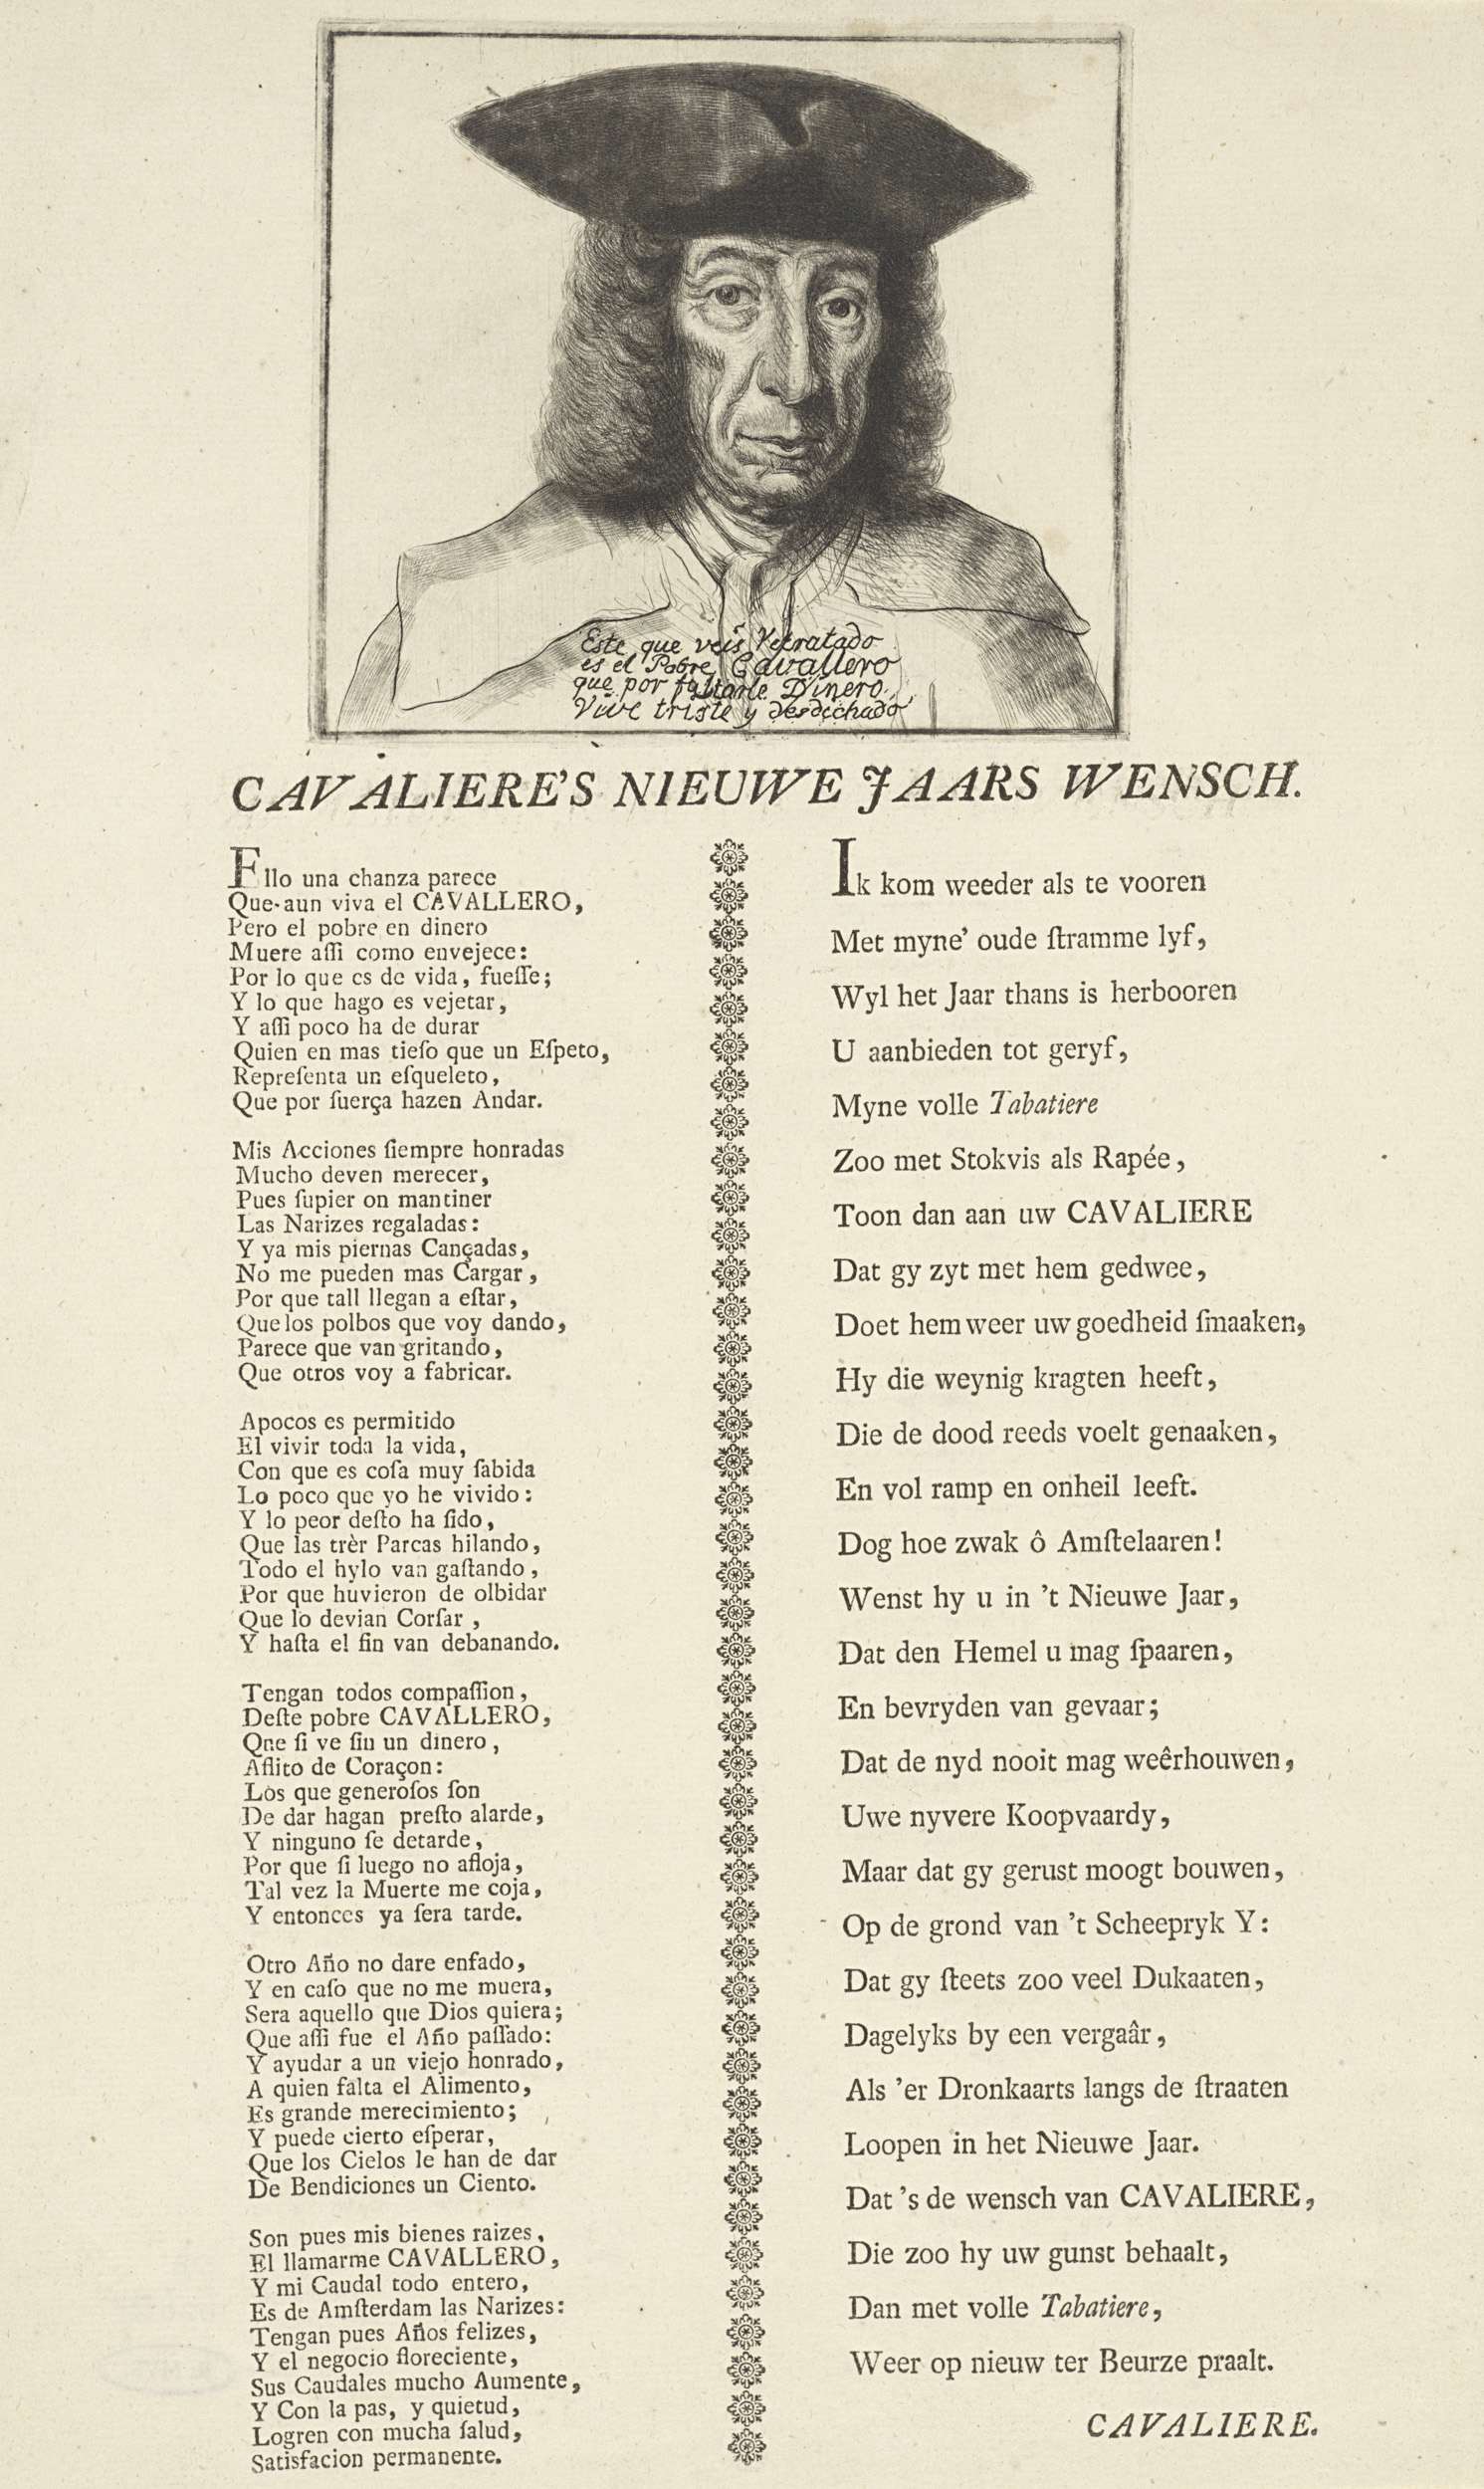 Este que veis Retratado
es el Pobre Cavallero
que por faltarle Dinero
Vive triste y desdichado
CAVALIERE'S NIEUWE JAARS WENSCH.
Ello una chanza parece
Que aun viva el CAVALLERO,
Pero el pobre en dinero
Muere aſſi como envejece:
Por lo que es de vida, fueſſe;
Y lo que hago es vejetar,
Y aſſi poco ha de durar
Quien en mas tieſo que un Eſpeto,
Repreſenta un eſqueleto,
Que por fuerça hazen Andar.
Mis Acciones ſiempre honradas
Mucho deven merecer,
Pues ſupier on mantiner
Las Narizes regaladas:
Y ya mis piernas Cançadas,
No me pueden mas Cargar,
Por que tall llegan a eſtar,
Que los polbos que voy dando,
Parece que van gritando,
Que otros voy a fabricar.
Apocos es permitido
El vivir toda la vida,
Con que es coſa muy ſabida
Lo poco que yo he vivido:
Y lo peor deſto ha ſido,
Que las trèr Parcas hilando,
Todo el hylo van gaſtando,
Por que huvieron de olbidar
Que lo devian Corſar,
Y haſta el fin van debanando.
Tengan todos compaſſion,
Deſte pobre CAVALLERO,
Qne ſi ve ſiu un dinero,
Aflito de Coraçon:
Los que generoſos ſon
De dar hagan preſto alarde,
Y ninguno ſe detarde,
Por que ſi luego no afloja,
Tal vez la Muerte me coja,
Y entonces ya ſera tarde.
Otro Año no dare enfado,
Y en caſo que no me muera,
Sera aquello que Dios quiera;
Que aſſi fue el Año paſſado:
Y ayudar a un viejo honrado,
A quien falta el Alimento,
Es grande merecimiento;
Y puede cierto eſperar,
Que los Cielos le han de dar
De Bendiciones un Ciento.
Son pues mis bienes raizes,
El llamarme CAVALLERO,
Y mi Caudal todo entero,
Es de Amſterdam las Narizes:
Tengan pues Años felizes,
Y el negocio floreciente,
Sus Caudales mucho Aumente,
Y Con la pas, y quietud,
Logren con mucha ſalud,
Satisfacion permanente.
Ik kom weeder als te vooren
Met myne' oude ſtramme lyf,
Wyl het Jaar thans is herbooren
U aanbieden tot geryf,
Myne volle Tabatiere
Zoo met Stokvis als Rapée,
Toon dan aan uw CAVALIERE
Dat gy zyt met hem gedwee,
Doet hem weer uw goedheid ſmaaken,
Hy die weynig kragten heeft,
Die de dood reeds voelt genaaken,
En vol ramp en onheil leeft.
Dog hoe zwak ô Amſtelaaren!
Wenst hy u in 't Nieuwe Jaar,
Dat den Hemel u mag ſpaaren,
En bevryden van gevaar;
Dat de nyd nooit mag weêrhouwen,
Uwe nyvere Koopvaardy,
Maar dat gy gerust moogt bouwen,
Op de grond van 't Scheepryk Y:
Dat gy ſteets zoo veel Dukaaten,
Dagelyks by een vergaâr,
Als 'er Dronkaarts langs de ſtraaten
Loopen in het Nieuwe Jaar.
Dat 's de wensch van CAVALIERE,
Die zoo hy uw gunst behaalt,
Dan met volle Tabatiere,
Weer op nieuw ter Beurze praalt.
CAVALIERE.